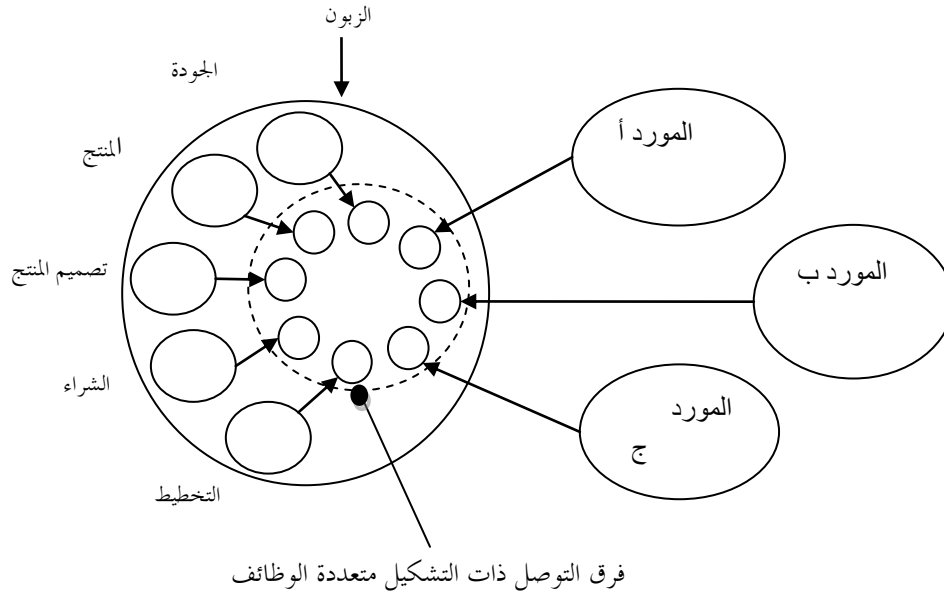 الزبون
الجودة
المنتج
تصميم المنتج
الشراء
التخطيط
المورد أ
المورد ب
المورد
ج
فرق التوصل ذات التشكيل متعددة الوظائف